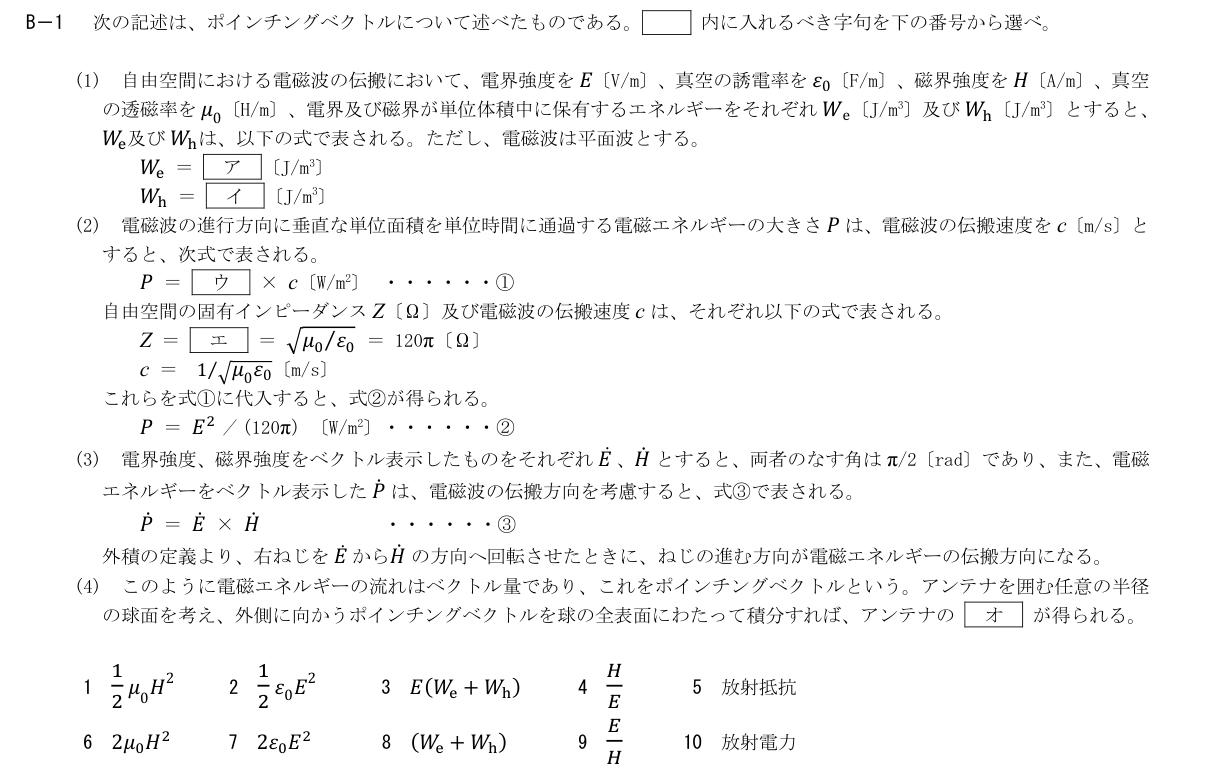 B－1　次の記述は、ポインチングベクトルについて述べたものである。□内に入れるべき字句を下の番号から選べ。
(1)　自由空間における電磁波の伝搬において、電界強度を E〔V/m〕、真空の誘電率を ε₀〔F/m〕、磁界強度を H〔A/m〕、真空
の透磁率を μ₀〔H/m〕、電界及び磁界が単位体積中に保有するエネルギーをそれぞれ Wₑ〔J/m³〕及び Wₕ〔J/m³〕とすると、
Wₑ及び Wₕは、以下の式で表される。ただし、電磁波は平面波とする。
Wₑ ＝ ア〔J/m³〕
Wₕ ＝ イ〔J/m³〕
(2)　電磁波の進行方向に垂直な単位面積を単位時間に通過する電磁エネルギーの大きさ P は、電磁波の伝搬速度を c〔m/s〕と
すると、次式で表される。
P ＝ ウ × c〔W/m²〕 ・・・・・・①
自由空間の固有インピーダンス Z〔Ω〕及び電磁波の伝搬速度 c は、それぞれ以下の式で表される。
Z ＝ エ ＝ √(μ₀/ε₀) ＝ 120π〔Ω〕
c ＝ 1/√(μ₀ε₀)〔m/s〕
これらを式①に代入すると、式②が得られる。
P ＝ E²／(120π) 〔W/m²〕・・・・・・②
(3)　電界強度、磁界強度をベクトル表示したものをそれぞれ Ė、Ḣ とすると、両者のなす角は π/2〔rad〕であり、また、電磁
エネルギーをベクトル表示した Ṗ は、電磁波の伝搬方向を考慮すると、式③で表される。
Ṗ ＝ Ė × Ḣ ・・・・・・③
外積の定義より、右ねじを Ė から Ḣ の方向へ回転させたときに、ねじの進む方向が電磁エネルギーの伝搬方向になる。
(4)　このように電磁エネルギーの流れはベクトル量であり、これをポインチングベクトルという。アンテナを囲む任意の半径
の球面を考え、外側に向かうポインチングベクトルを球の全表面にわたって積分すれば、アンテナの オ が得られる。
1　1/2 μ₀H²　2　1/2 ε₀E²　3　E(Wₑ＋Wₕ)　4　H/E　5　放射抵抗
6　2μ₀H²　7　2ε₀E²　8　(Wₑ＋Wₕ)　9　E/H　10　放射電力